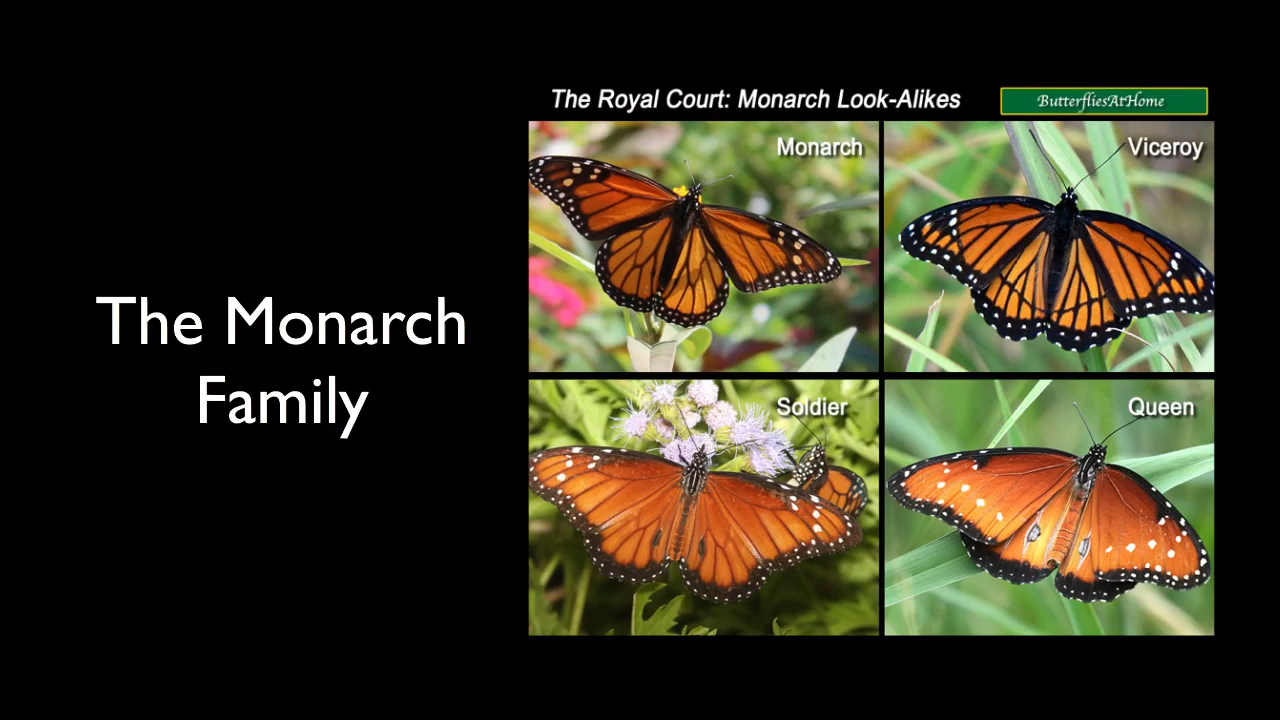 The Monarch
Family
The Royal Court: Monarch Look-Alikes
ButterfliesAtHome
Monarch
Viceroy
Soldier
Queen